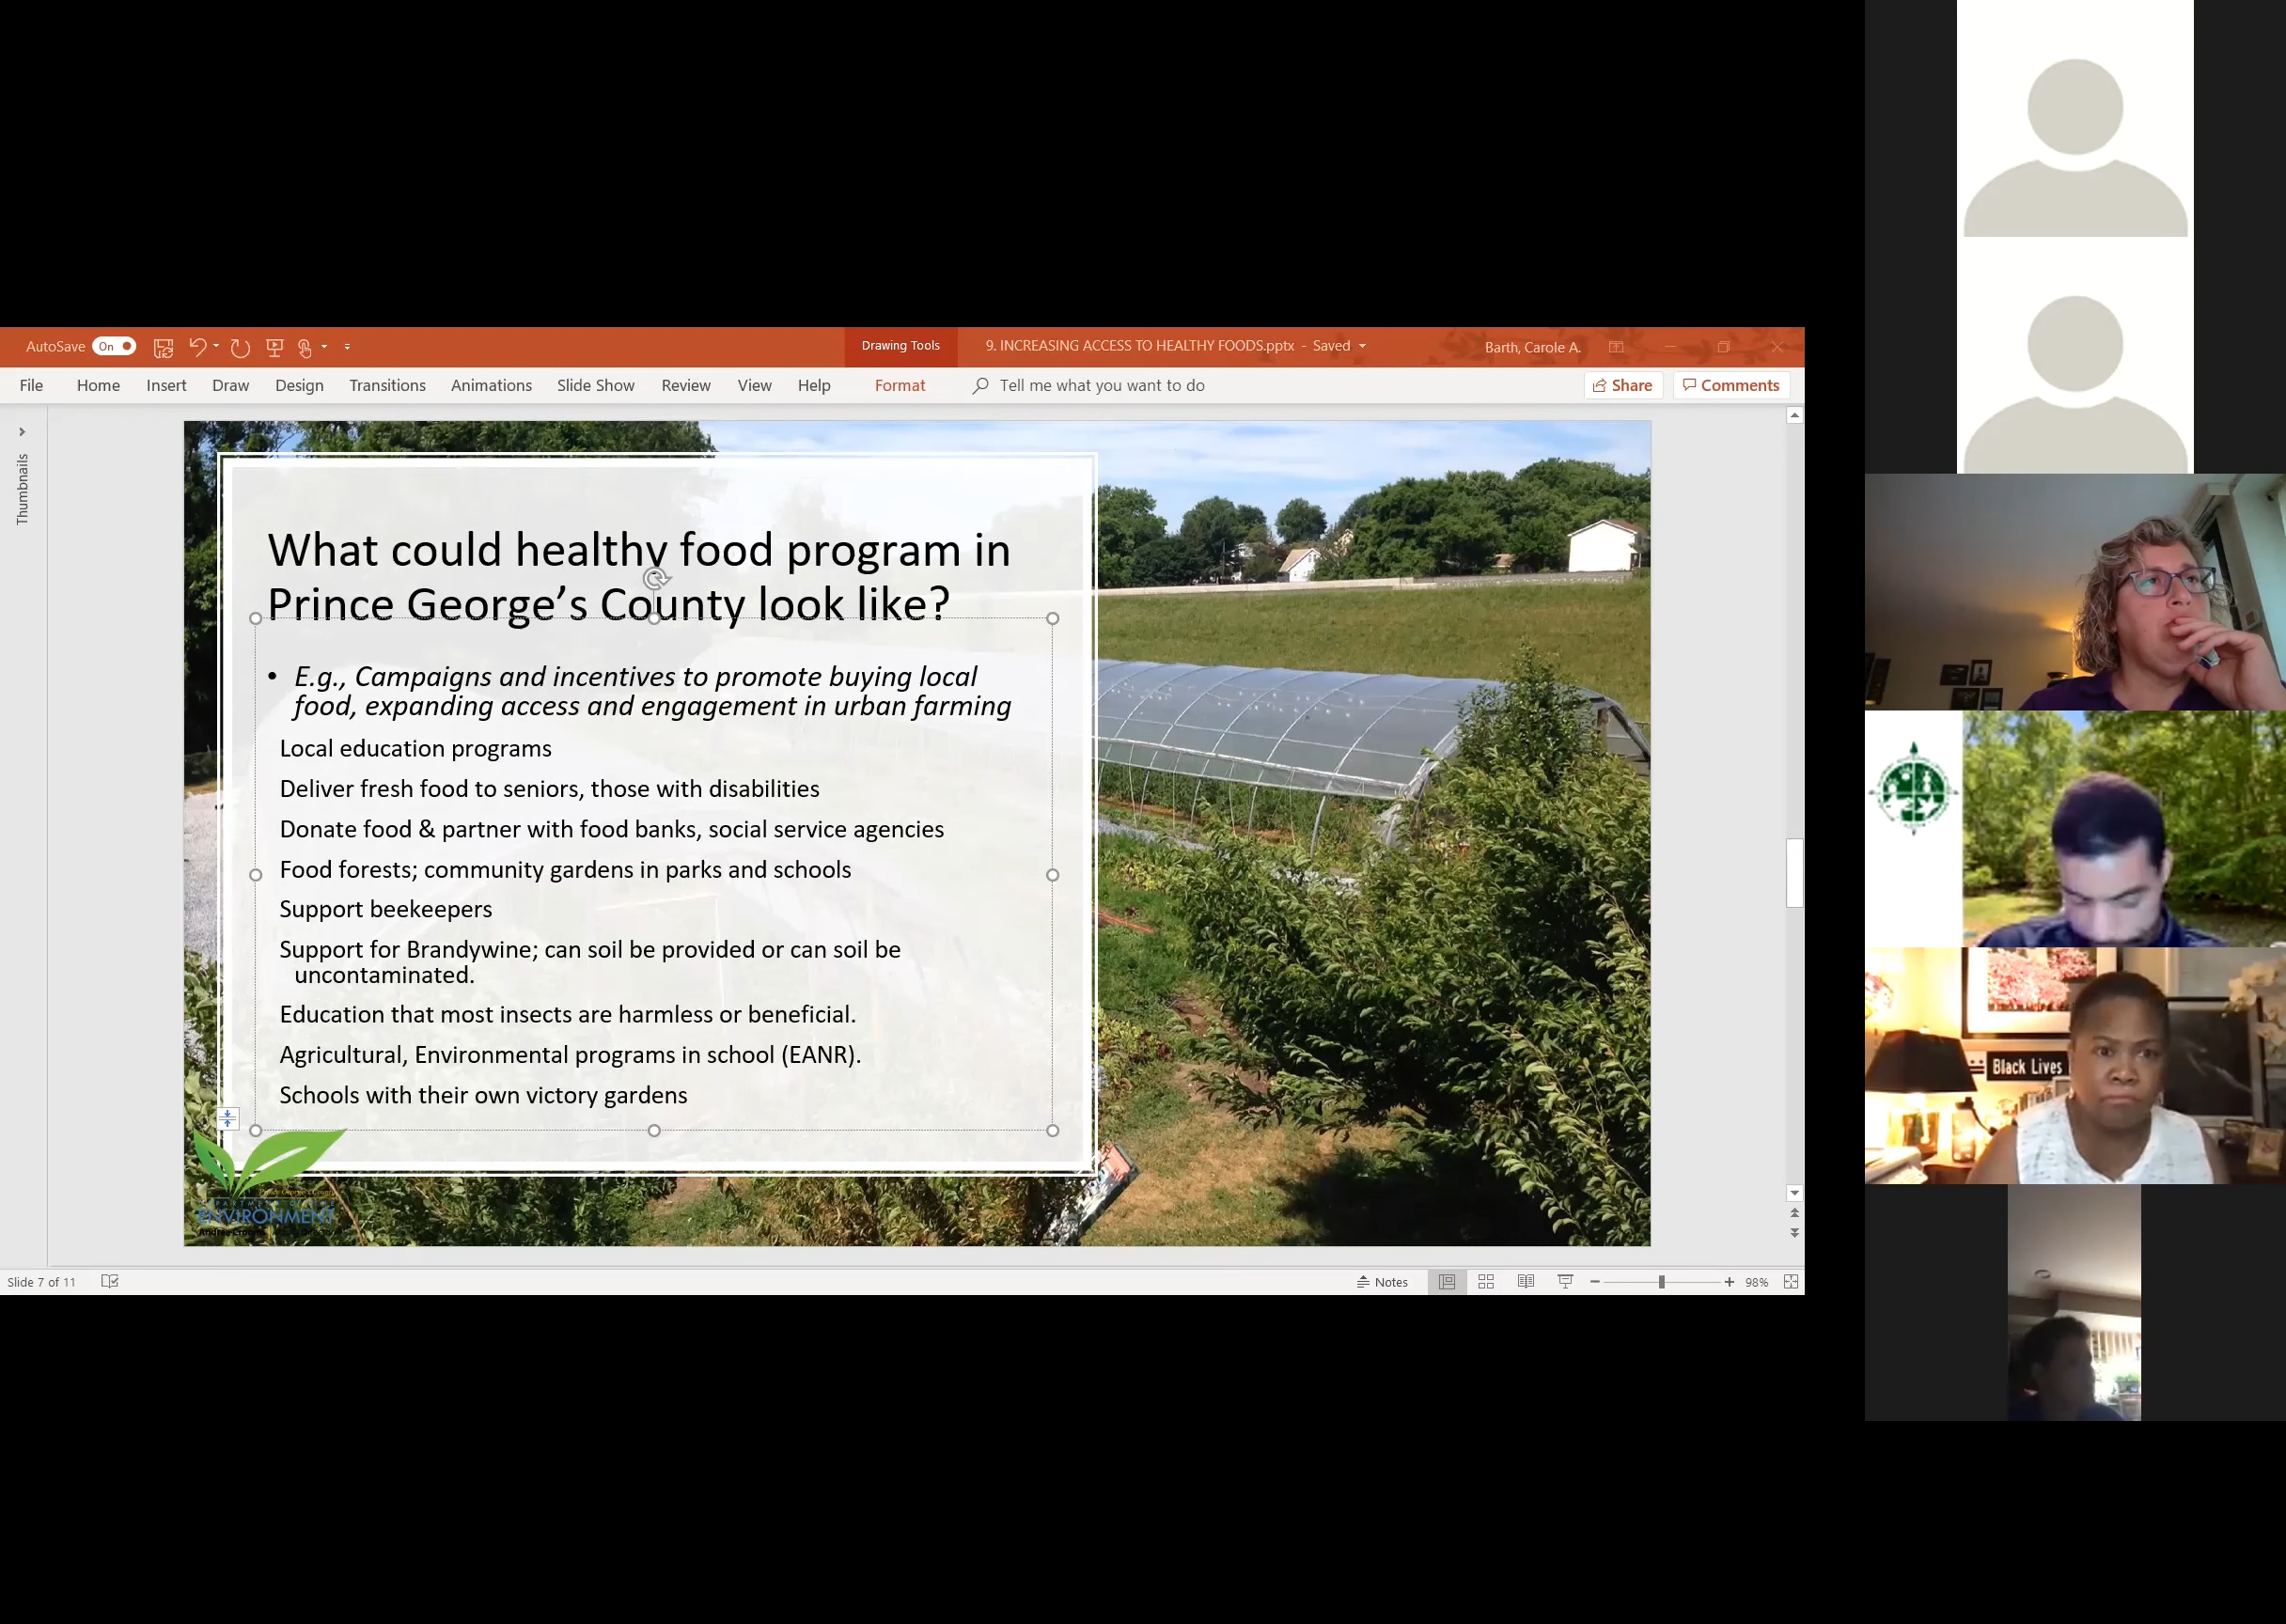 AutoSave On
Drawing Tools
9. INCREASING ACCESS TO HEALTHY FOODS.pptx - Saved
Barth, Carole A.
File Home Insert Draw Design Transitions Animations Slide Show Review View Help Format Tell me what you want to do Share Comments
Thumbnails
What could healthy food program in
Prince George's County look like?
• E.g., Campaigns and incentives to promote buying local
food, expanding access and engagement in urban farming
Local education programs
Deliver fresh food to seniors, those with disabilities
Donate food & partner with food banks, social service agencies
Food forests; community gardens in parks and schools
Support beekeepers
Support for Brandywine; can soil be provided or can soil be
uncontaminated.
Education that most insects are harmless or beneficial.
Agricultural, Environmental programs in school (EANR).
Schools with their own victory gardens
ENVIRONMENT
Slide 7 of 11
Notes
98%
Black Lives